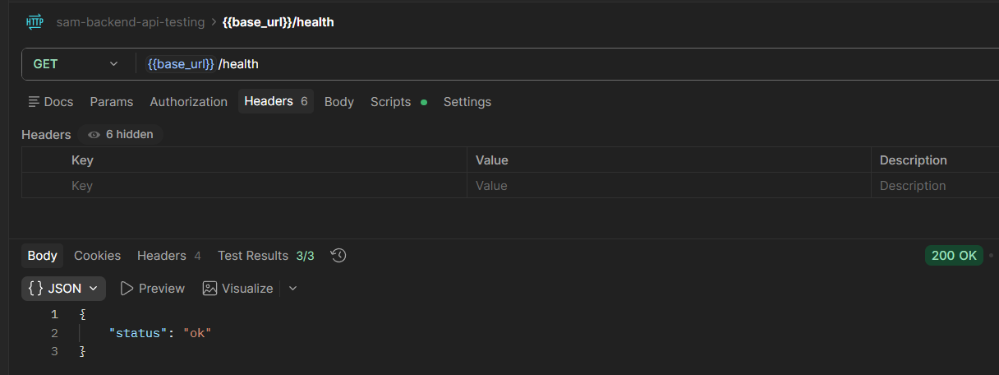 HTTP sam-backend-api-testing > {{base_url}}/health
GET {{base_url}} /health
Docs Params Authorization Headers 6 Body Scripts Settings
Headers 6 hidden
Key Value Description
Key Value Description
Body Cookies Headers 4 Test Results 3/3 200 OK
{} JSON Preview Visualize
1 {
2 "status": "ok"
3 }